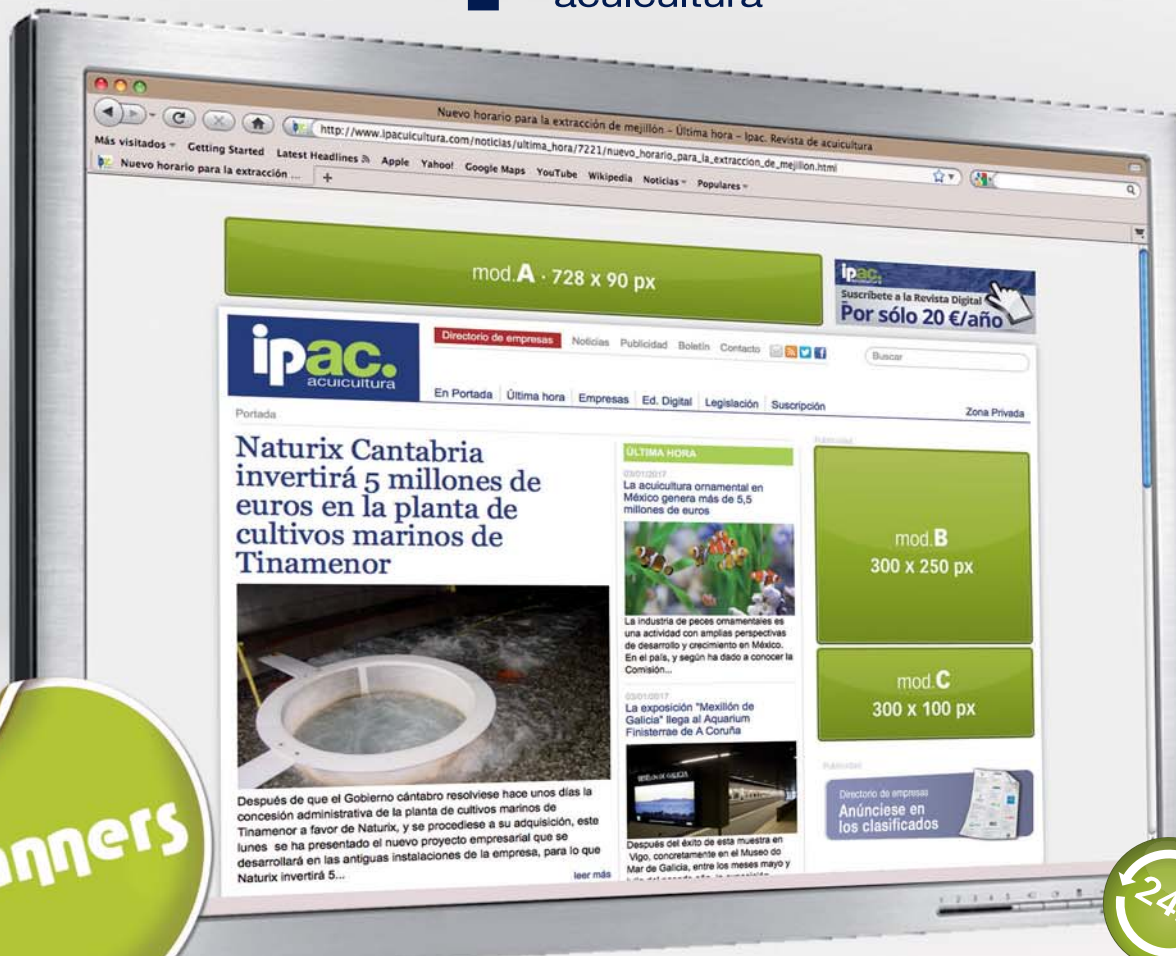 acuicultura
Nuevo horario para la extracción de mejillón – Última hora – Ipac. Revista de acuicultura
http://www.ipacuicultura.com/noticias/ultima_hora/7221/nuevo_horario_para_la_extraccion_de_mejillon.html
Más visitados Getting Started Latest Headlines Apple Yahoo! Google Maps YouTube Wikipedia Noticias Populares
Nuevo horario para la extracción ... +
mod.A · 728 x 90 px
ipac.
Suscríbete a la Revista Digital
Por sólo 20 €/año
ipac.
acuicultura
Directorio de empresas Noticias Publicidad Boletín Contacto
Buscar
En Portada Última hora Empresas Ed. Digital Legislación Suscripción
Zona Privada
Portada
Naturix Cantabria
invertirá 5 millones de
euros en la planta de
cultivos marinos de
Tinamenor
Después de que el Gobierno cántabro resolviese hace unos días la
concesión administrativa de la planta de cultivos marinos de
Tinamenor a favor de Naturix, y se procediese a su adquisición, este
lunes se ha presentado el nuevo proyecto empresarial que se
desarrollará en las antiguas instalaciones de la empresa, para lo que
Naturix invertirá 5...
leer más
ÚLTIMA HORA
03/01/2017
La acuicultura ornamental en
México genera más de 5,5
millones de euros
La industria de peces ornamentales es
una actividad con amplias perspectivas
de desarrollo y crecimiento en México.
En el país, y según ha dado a conocer la
Comisión...
03/01/2017
La exposición "Mexillón de
Galicia" llega al Aquarium
Finisterrae de A Coruña
Después del éxito de esta muestra en
Vigo, concretamente en el Museo do
Mar de Galicia, entre los meses mayo y
Publicidad
mod.B
300 x 250 px
mod.C
300 x 100 px
Publicidad
Directorio de empresas
Anúnciese en
los clasificados
nners
24